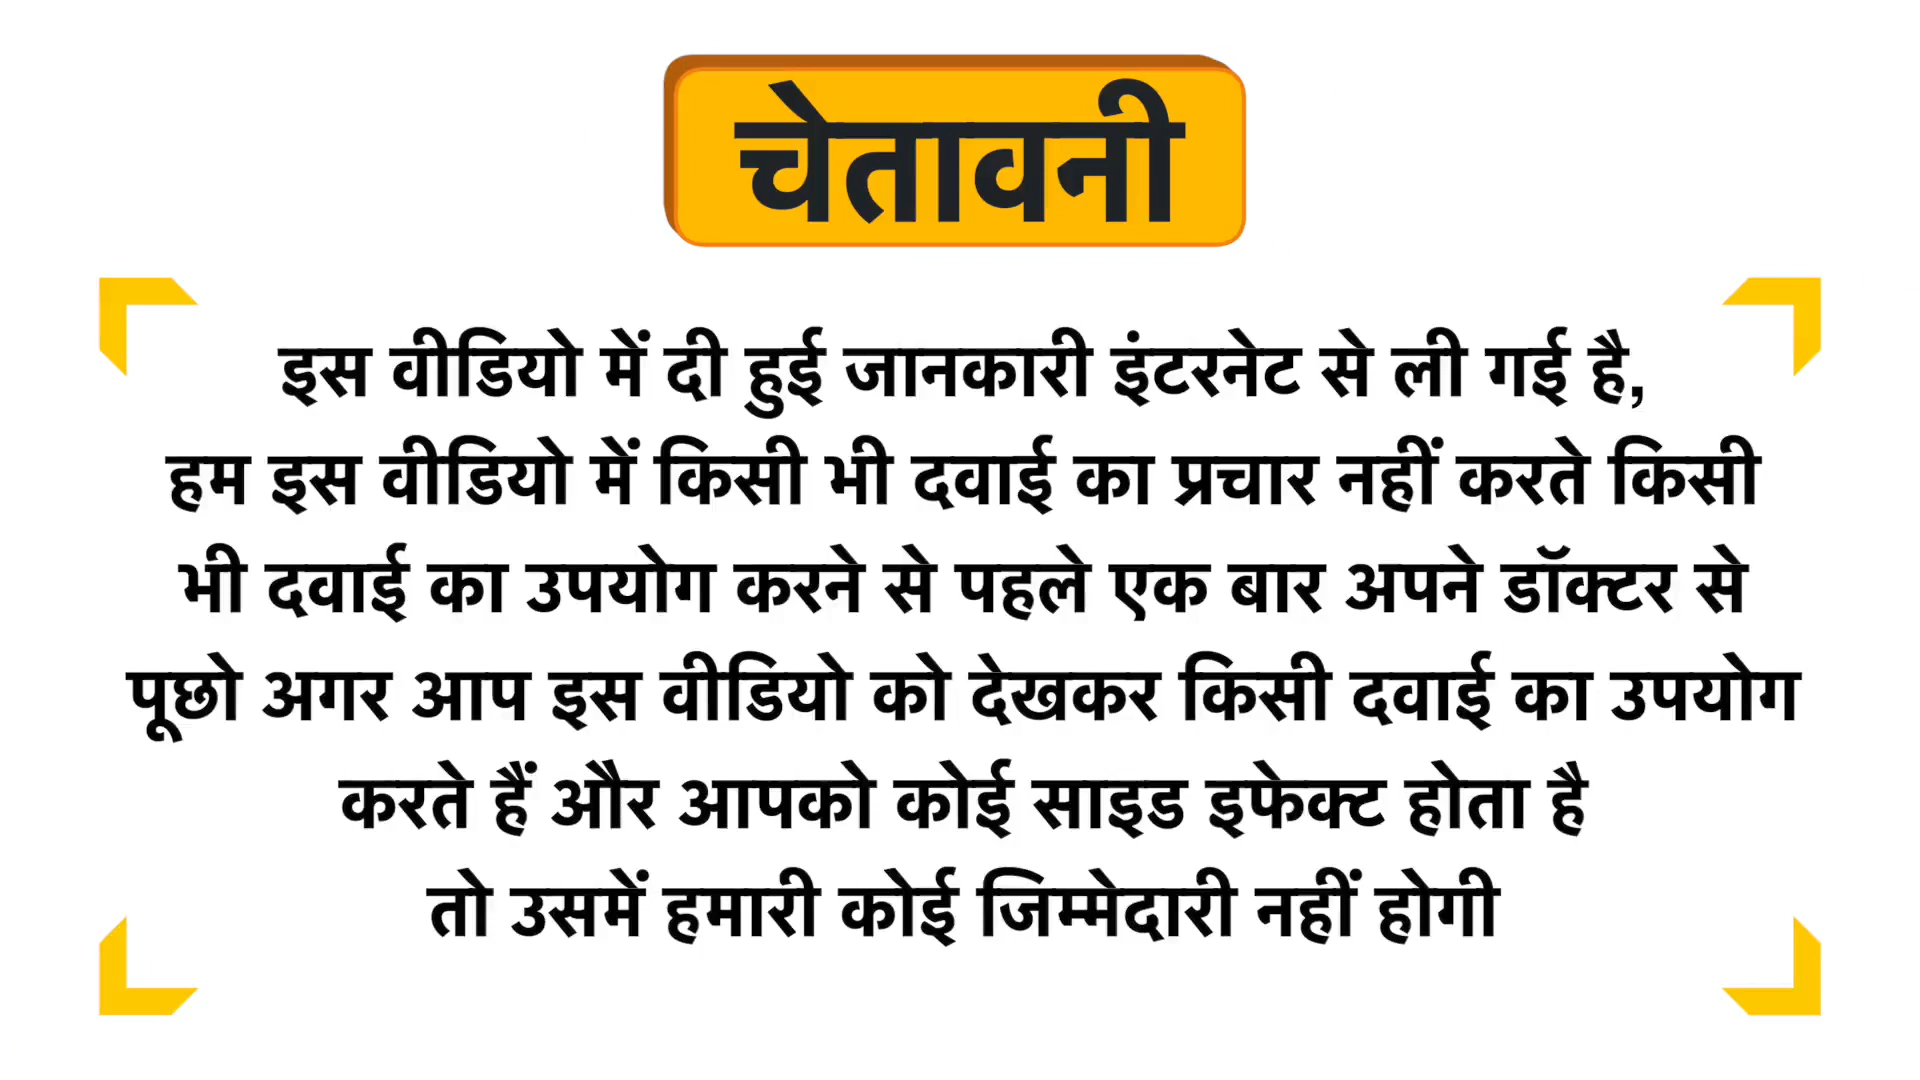 चेतावनी
इस वीडियो में दी हुई जानकारी इंटरनेट से ली गई है,
हम इस वीडियो में किसी भी दवाई का प्रचार नहीं करते किसी
भी दवाई का उपयोग करने से पहले एक बार अपने डॉक्टर से
पूछो अगर आप इस वीडियो को देखकर किसी दवाई का उपयोग
करते हैं और आपको कोई साइड इफेक्ट होता है
तो उसमें हमारी कोई जिम्मेदारी नहीं होगी